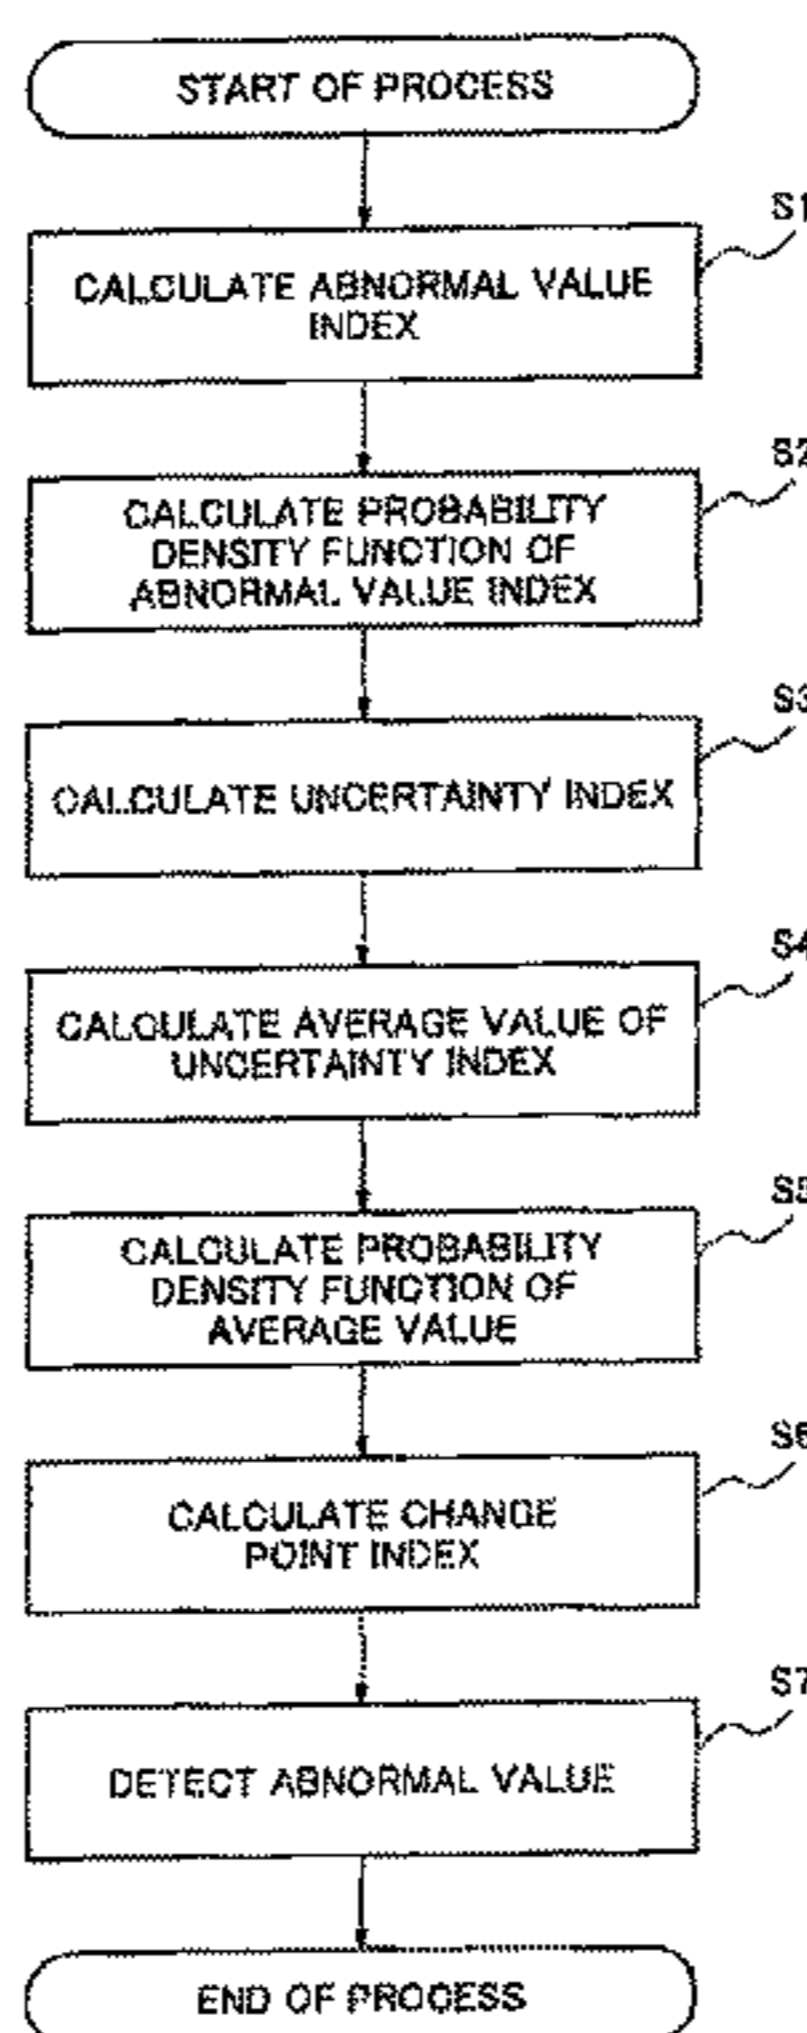 START OF PROCESS
S1
CALCULATE ABNORMAL VALUE
INDEX
S2
CALCULATE PROBABILITY
DENSITY FUNCTION OF
ABNORMAL VALUE INDEX
S3
CALCULATE UNCERTAINTY INDEX
S4
CALCULATE AVERAGE VALUE OF
UNCERTAINTY INDEX
S5
CALCULATE PROBABILITY
DENSITY FUNCTION OF
AVERAGE VALUE
S6
CALCULATE CHANGE
POINT INDEX
S7
DETECT ABNORMAL VALUE
END OF PROCESS